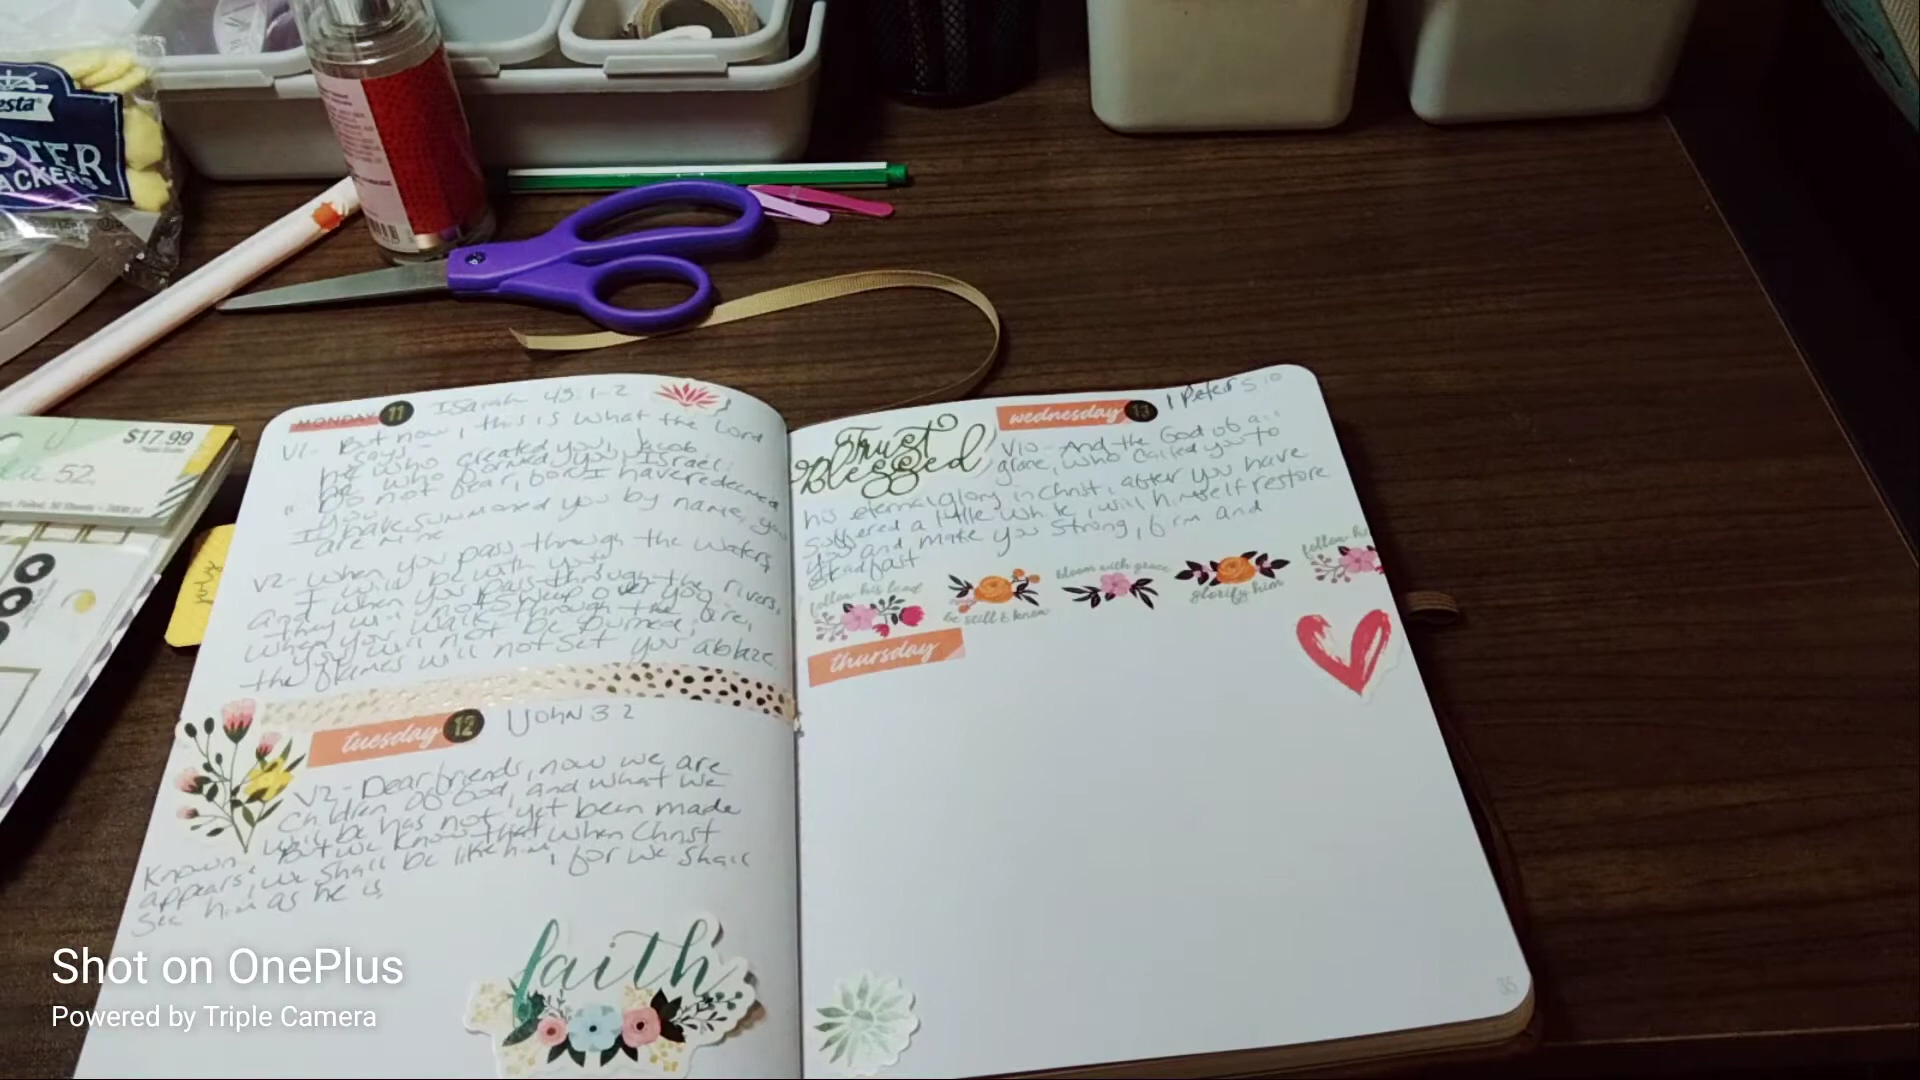 esta
STER
ACKERS
$17.99
52
MONDAY 11 Isaiah 43:1-2
V1- But now, this is what the Lord
says -
he who created you, Jacob
he who formed you, Israel:
" Do not fear, for I have redeemed
you
I have summoned you by name, you
are mine
V2- When you pass through the waters,
I will be with you
And when you pass through the rivers,
they will not sweep over you
when you walk through the fire,
you will not be burned;
the flames will not set you ablaze.
July
tuesday 12 1 JOHN 3 2
V2- Dear friends, now we are
children of God, and what we
will be has not yet been made
Known. But we know that when Christ
appears, we shall be like him, for we shall
see him as he is
faith
Trust
Blessed
wednesday 13 1 Peter 5:10
V10- And the God of all
grace, who called you to
his eternal glory in Christ, after you have
suffered a little while, will himself restore
you and make you strong, firm and
steadfast
follow his lead
be still & know
bloom with grace
glorify him
follow his
thursday
35
Shot on OnePlus
Powered by Triple Camera